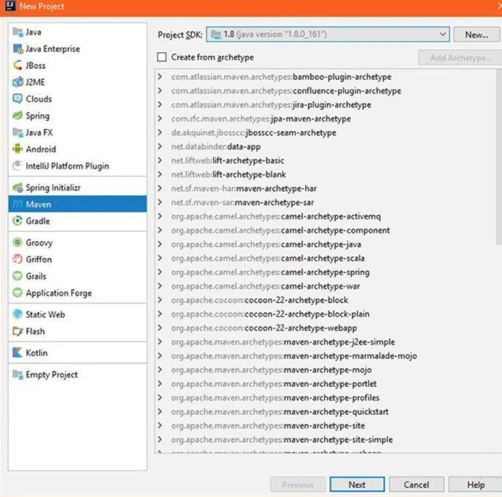 New Project
Java
Java Enterprise
JBoss
J2ME
Clouds
Spring
Java FX
Android
IntelliJ Platform Plugin
Spring Initializr
Maven
Gradle
Groovy
Griffon
Grails
Application Forge
Static Web
Flash
Kotlin
Empty Project
Project SDK: 1.8 (java version "1.8.0_161") New...
Create from archetype Add Archetype...
com.atlassian.maven.archetypes:bamboo-plugin-archetype
com.atlassian.maven.archetypes:confluence-plugin-archetype
com.atlassian.maven.archetypes:jira-plugin-archetype
com.rfc.maven.archetypes:jpa-maven-archetype
de.akquinet.jbosscc:jbosscc-seam-archetype
net.databinder:data-app
net.liftweb:lift-archetype-basic
net.liftweb:lift-archetype-blank
net.sf.maven-har:maven-archetype-har
net.sf.maven-sar:maven-archetype-sar
org.apache.camel.archetypes:camel-archetype-activemq
org.apache.camel.archetypes:camel-archetype-component
org.apache.camel.archetypes:camel-archetype-java
org.apache.camel.archetypes:camel-archetype-scala
org.apache.camel.archetypes:camel-archetype-spring
org.apache.camel.archetypes:camel-archetype-war
org.apache.cocoon:cocoon-22-archetype-block
org.apache.cocoon:cocoon-22-archetype-block-plain
org.apache.cocoon:cocoon-22-archetype-webapp
org.apache.maven.archetypes:maven-archetype-j2ee-simple
org.apache.maven.archetypes:maven-archetype-marmalade-mojo
org.apache.maven.archetypes:maven-archetype-mojo
org.apache.maven.archetypes:maven-archetype-portlet
org.apache.maven.archetypes:maven-archetype-profiles
org.apache.maven.archetypes:maven-archetype-quickstart
org.apache.maven.archetypes:maven-archetype-site
org.apache.maven.archetypes:maven-archetype-site-simple
Previous Next Cancel Help